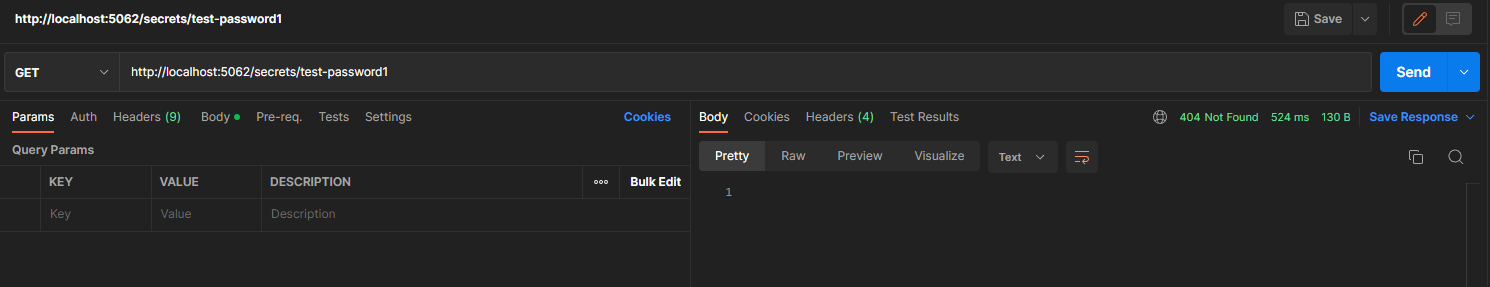 http://localhost:5062/secrets/test-password1
Save
GET
http://localhost:5062/secrets/test-password1
Send
Params Auth Headers (9) Body Pre-req. Tests Settings Cookies
Query Params
KEY VALUE DESCRIPTION Bulk Edit
Key Value Description
Body Cookies Headers (4) Test Results 404 Not Found 524 ms 130 B Save Response
Pretty Raw Preview Visualize Text
1